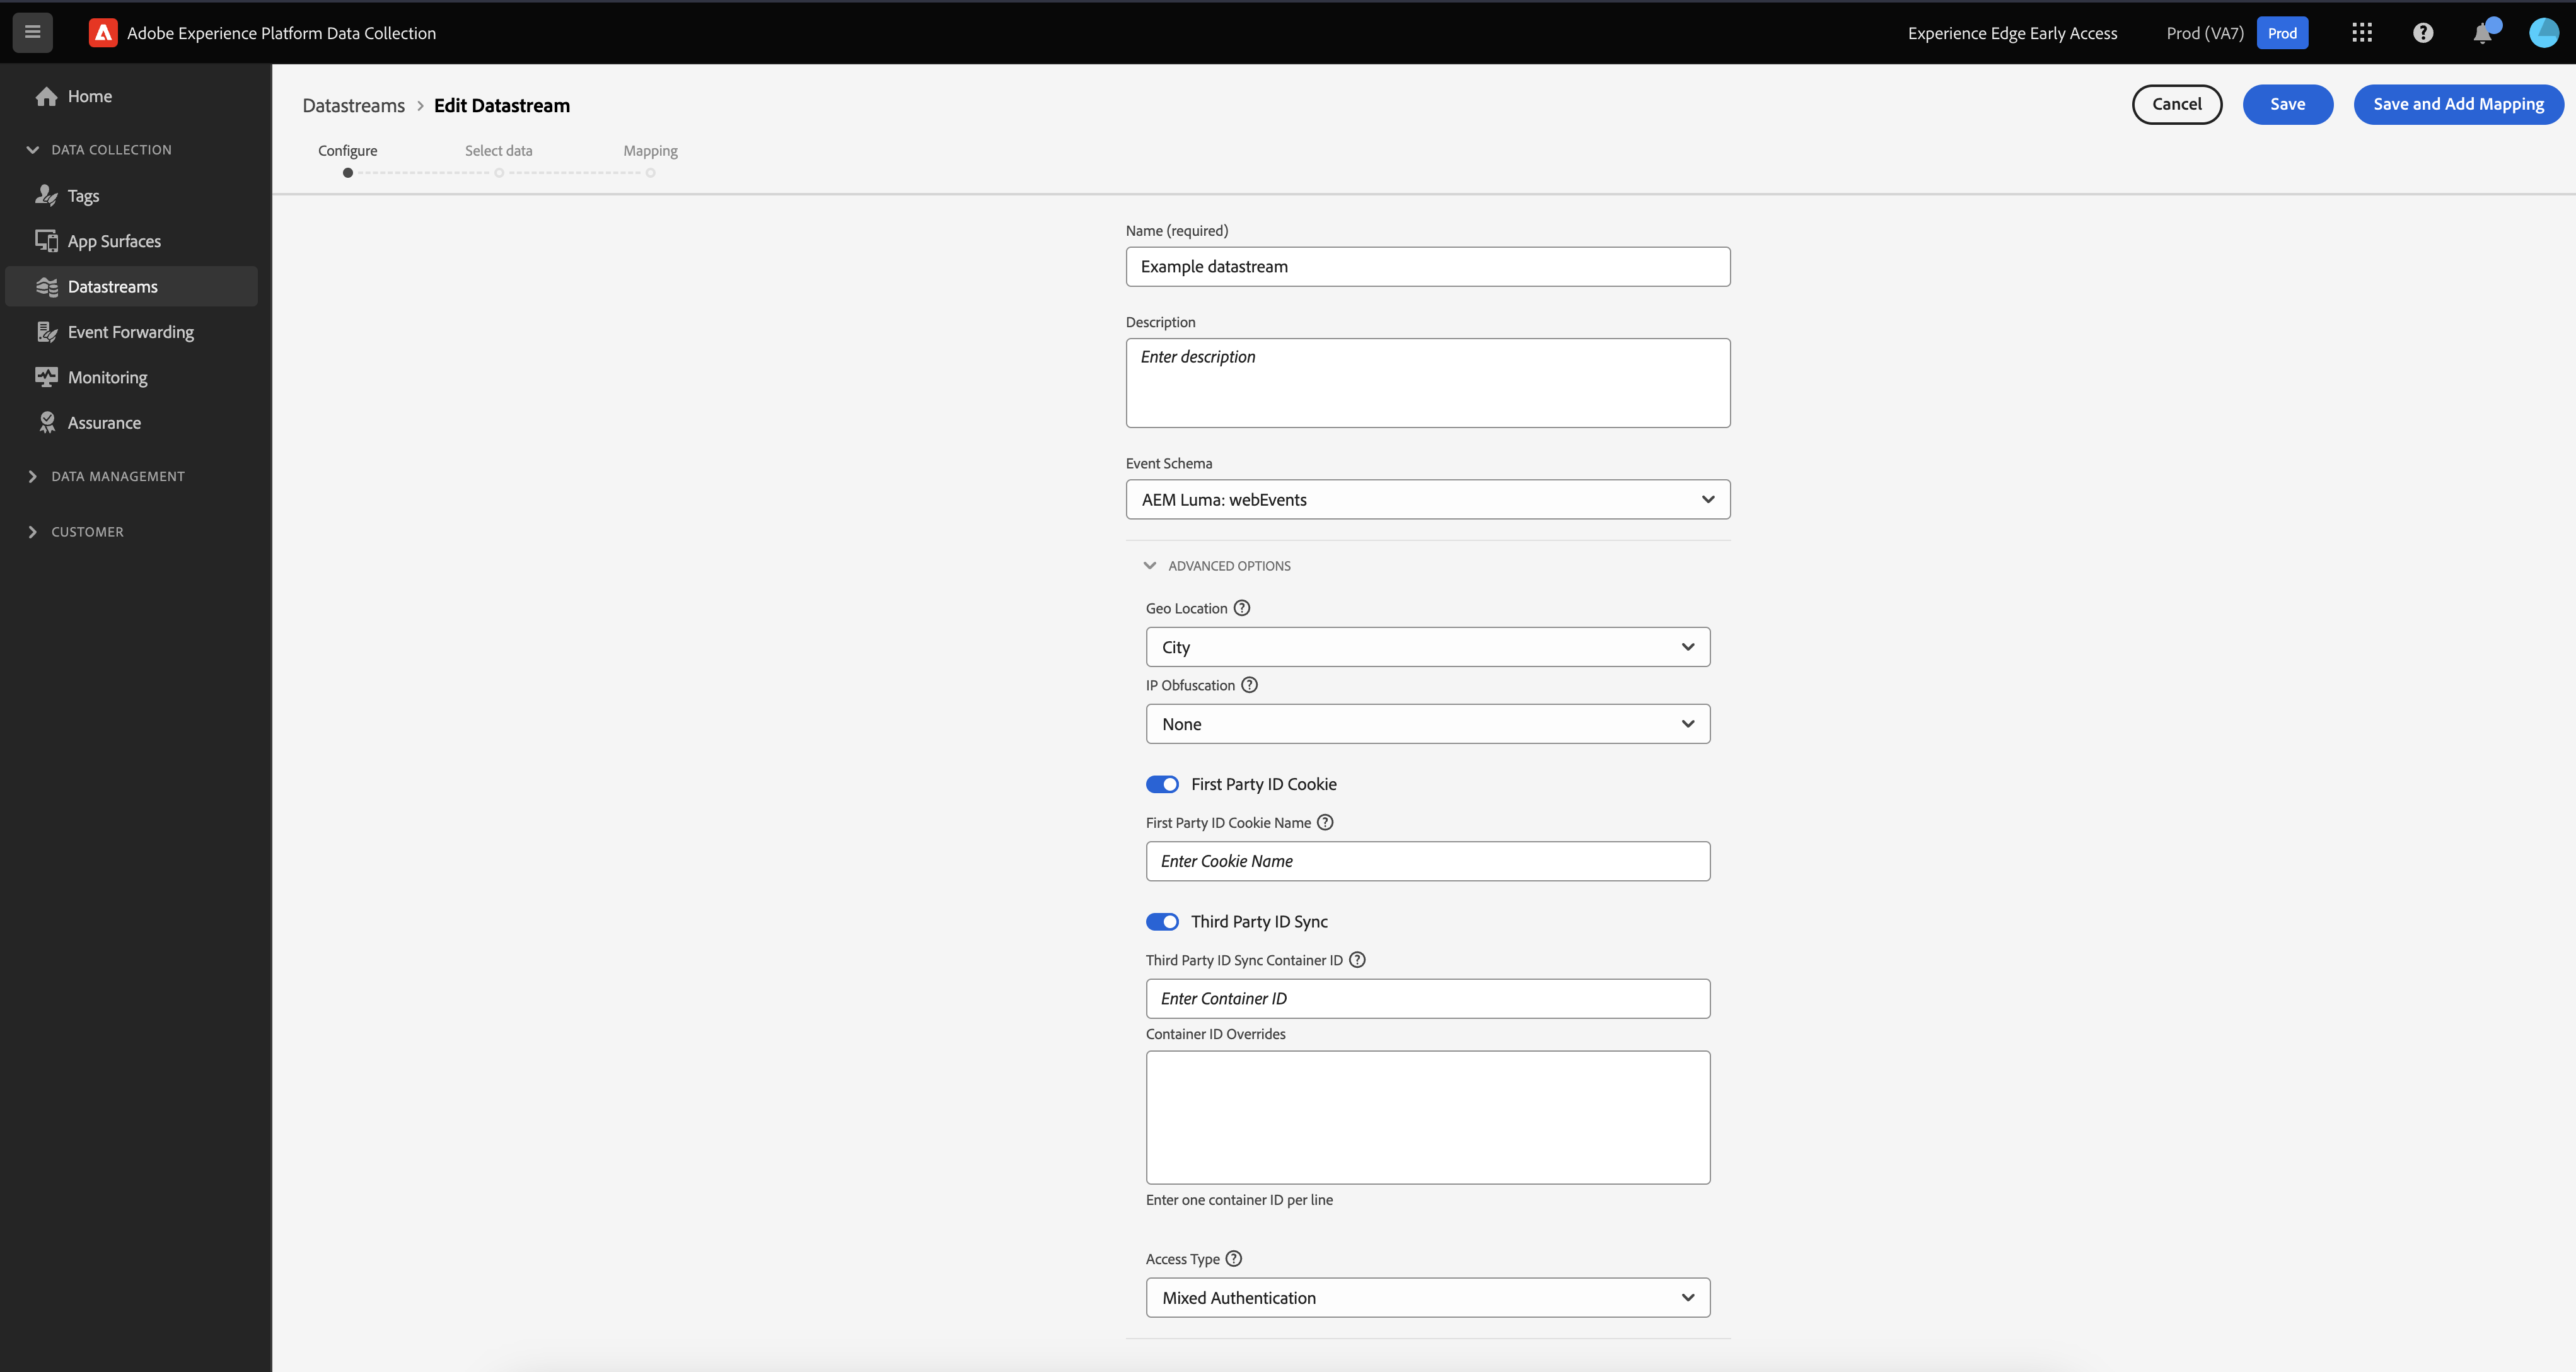 Adobe Experience Platform Data Collection
Experience Edge Early Access
Prod (VA7)
Prod
Home
DATA COLLECTION
Tags
App Surfaces
Datastreams
Event Forwarding
Monitoring
Assurance
DATA MANAGEMENT
CUSTOMER
Datastreams > Edit Datastream
Cancel
Save
Save and Add Mapping
Configure
Select data
Mapping
Name (required)
Example datastream
Description
Enter description
Event Schema
AEM Luma: webEvents
ADVANCED OPTIONS
Geo Location
City
IP Obfuscation
None
First Party ID Cookie
First Party ID Cookie Name
Enter Cookie Name
Third Party ID Sync
Third Party ID Sync Container ID
Enter Container ID
Container ID Overrides
Enter one container ID per line
Access Type
Mixed Authentication